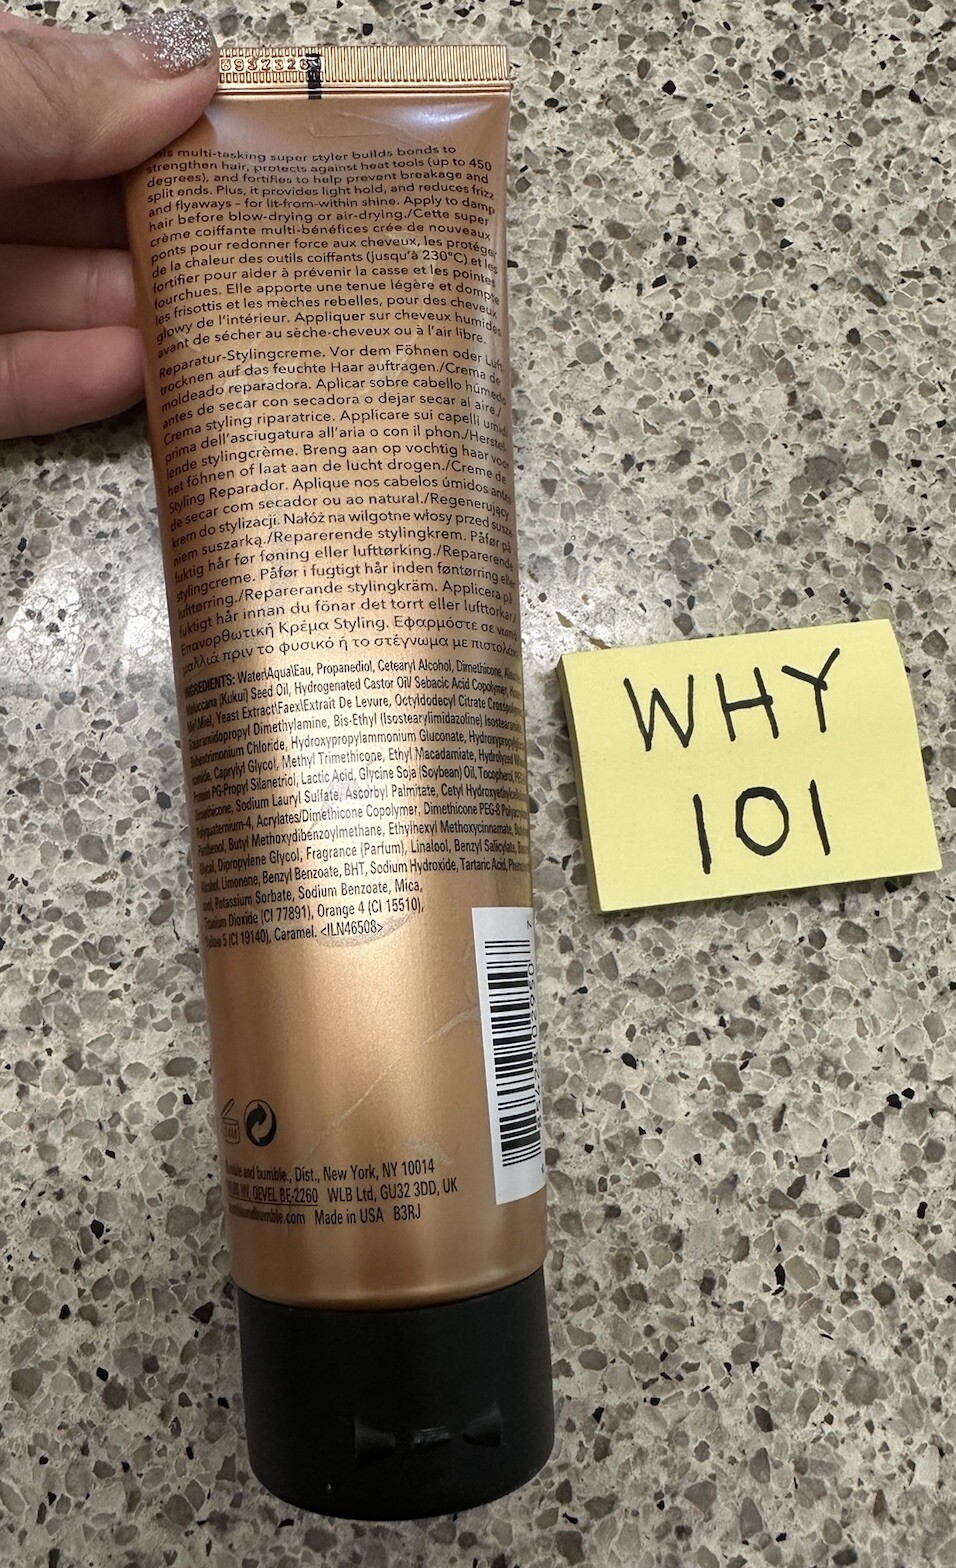 multi-tasking super styler builds bonds to
strengthen hair, protects against heat tools (up to 450
degrees), and fortifies to help prevent breakage and
split ends. Plus, it provides light hold, and reduces frizz
and flyaways – for lit-from-within shine. Apply to damp
hair before blow-drying or air-drying./Cette super
crème coiffante multi-bénéfices crée de nouveaux
ponts pour redonner force aux cheveux, les protéger
de la chaleur des outils coiffants (jusqu'à 230°C) et les
fortifier pour aider à prévenir la casse et les pointes
fourchues. Elle apporte une tenue légère et dompte
les frisottis et les mèches rebelles, pour des cheveux
glowy de l'intérieur. Appliquer sur cheveux humides
avant de sécher au sèche-cheveux ou à l'air libre.
Reparatur-Stylingcreme. Vor dem Föhnen oder Luft-
trocknen auf das feuchte Haar auftragen./Crema de
moldeado reparadora. Aplicar sobre cabello húmedo
antes de secar con secadora o dejar secar al aire./
Crema styling riparatrice. Applicare sui capelli umidi
prima dell'asciugatura all'aria o con il phon./Herstel-
lende stylingcrème. Breng aan op vochtig haar voor
het föhnen of laat aan de lucht drogen./Creme de
Styling Reparador. Aplique nos cabelos úmidos antes
de secar com secador ou ao natural./Regenerujący
krem do stylizacji. Nałóż na wilgotne włosy przed susze
niem suszarką./Reparerende stylingkrem. Påfør på
fuktig hår før føning eller lufttørking./Reparerende
stylingcreme. Påfør i fugtigt hår inden føntørring eller
lufttørring./Reparerande stylingkräm. Applicera på
fuktigt hår innan du fönar det torrt eller lufttorkar./
Επανορθωτική Κρέμα Styling. Εφαρμόστε σε
μαλλιά πριν το φυσικό ή το στέγνωμα με
INGREDIENTS: Water\Aqua\Eau, Propanediol, Cetearyl Alcohol, Dimethicone,
Moluccana (Kukui) Seed Oil, Hydrogenated Castor Oil/ Sebacic Acid Copolymer,
Mel\Miel, Yeast Extract\Faex\Extrait De Levure, Octyldodecyl Citrate Crosspolymer,
Dimethylamine, Bis-Ethyl (Isostearylimidazoline) Isostearamide,
Behentrimonium Chloride, Hydroxypropylammonium Gluconate,
Caprylyl Glycol, Methyl Trimethicone, Ethyl Macadamiate, Hydrolyzed
Protein PG-Propyl Silanetriol, Lactic Acid, Glycine Soja (Soybean) Oil, Tocopherol,
Dimethicone, Sodium Lauryl Sulfate, Ascorbyl Palmitate, Cetyl
Polyquaternium-4, Acrylates/Dimethicone Copolymer, Dimethicone PEG-8
Panthenol, Butyl Methoxydibenzoylmethane, Ethylhexyl Methoxycinnamate,
Glycol, Dipropylene Glycol, Fragrance (Parfum), Linalool, Benzyl Salicylate,
Alcohol, Limonene, Benzyl Benzoate, BHT, Sodium Hydroxide, Tartaric Acid,
Potassium Sorbate, Sodium Benzoate, Mica,
Titanium Dioxide (CI 77891), Orange 4 (CI 15510),
5 (CI 19140), Caramel. <ILN46508>
24M
and bumble., Dist., New York, NY 10014
OEVEL BE-2260 WLB Ltd, GU32 3DD, UK
Made in USA B3RJ
WHY
101